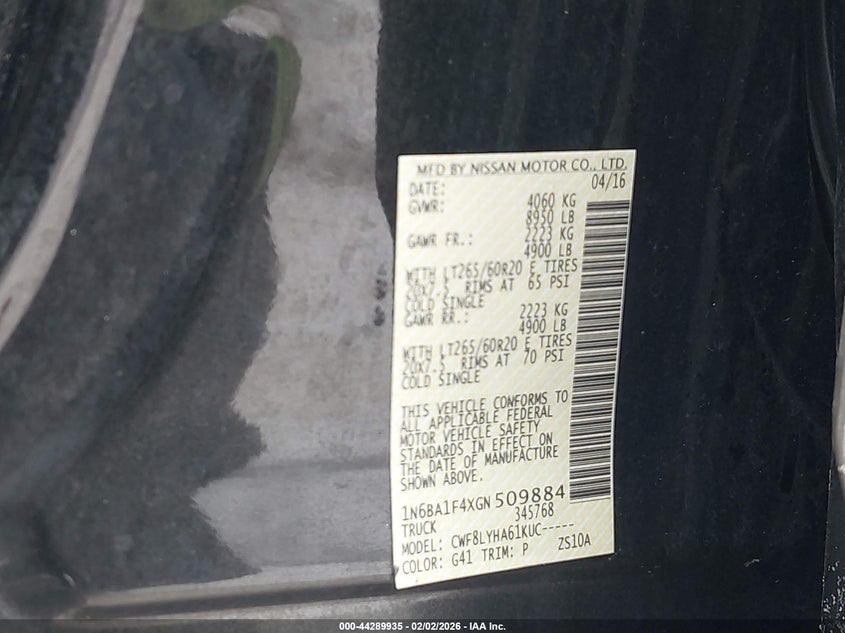 MFD BY NISSAN MOTOR CO., LTD.
DATE: 04/16
GVWR: 4060 KG
8950 LB
GAWR FR.: 2223 KG
4900 LB
WITH LT265/60R20 E TIRES
20X7.5 RIMS AT 65 PSI
COLD SINGLE
GAWR RR.: 2223 KG
4900 LB
WITH LT265/60R20 E TIRES
20X7.5 RIMS AT 70 PSI
COLD SINGLE
THIS VEHICLE CONFORMS TO
ALL APPLICABLE FEDERAL
MOTOR VEHICLE SAFETY
STANDARDS IN EFFECT ON
THE DATE OF MANUFACTURE
SHOWN ABOVE.
1N6BA1F4XGN509884
TRUCK 345768
MODEL: CWF8LYHA61KUC-----
COLOR: G41 TRIM: P ZS10A
000-44289935 - 02/02/2026 - IAA Inc.